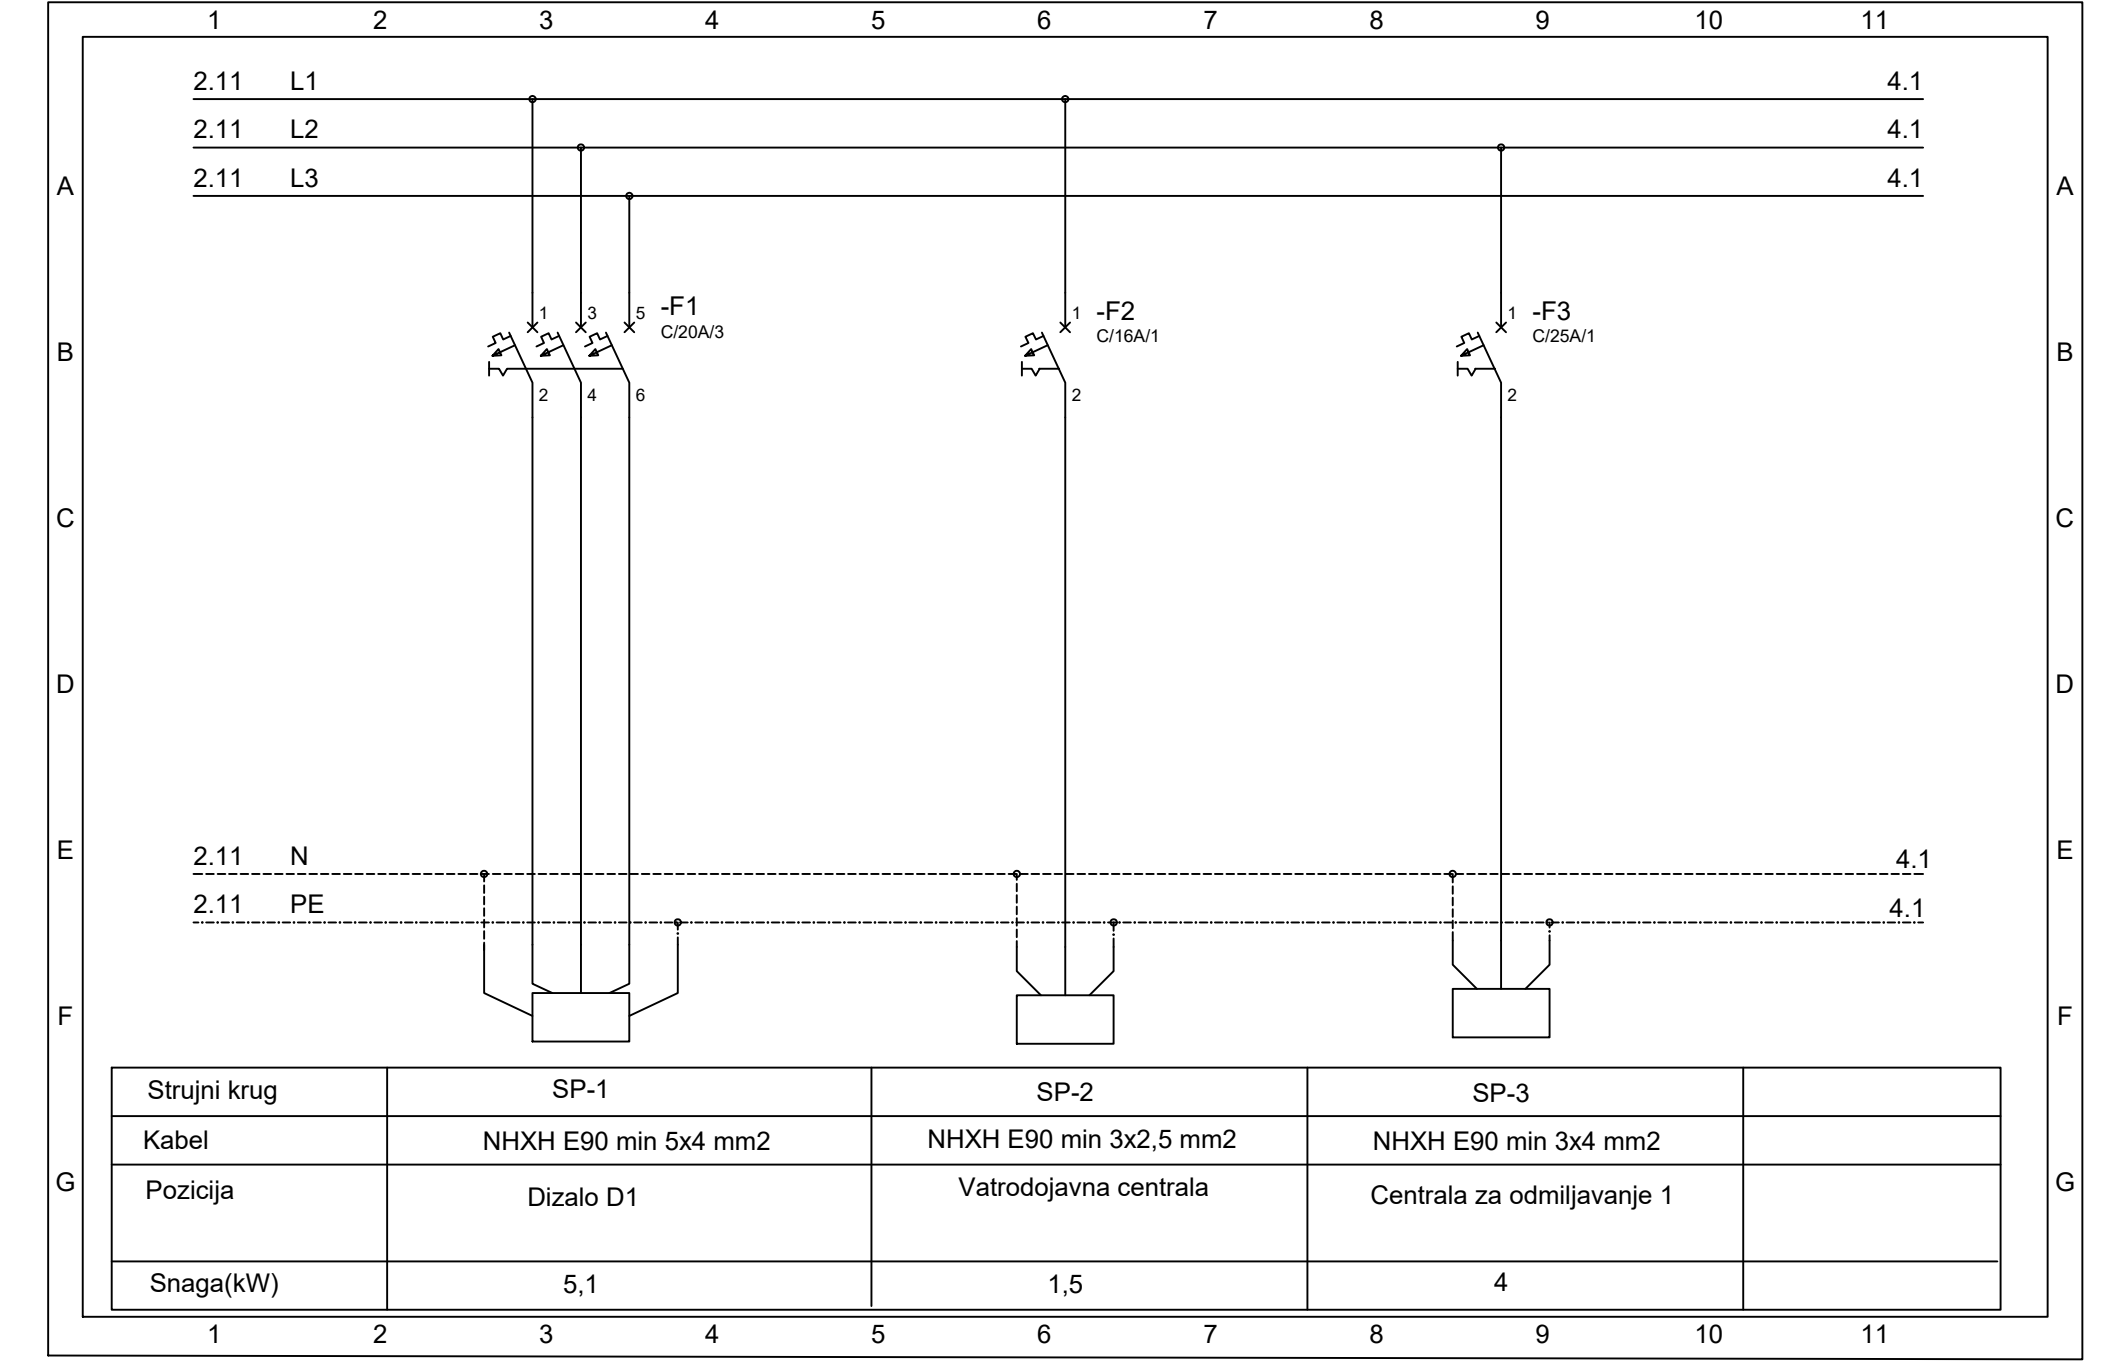 1 2 3 4 5 6 7 8 9 10 11
2.11 L1 4.1
2.11 L2 4.1
2.11 L3 4.1
A A
1 3 5 -F1 1 -F2 1 -F3
C/20A/3 C/16A/1 C/25A/1
B B
2 4 6 2 2
C C
D D
E E
2.11 N 4.1
2.11 PE 4.1
F F
Strujni krug SP-1 SP-2 SP-3
Kabel NHXH E90 min 5x4 mm2 NHXH E90 min 3x2,5 mm2 NHXH E90 min 3x4 mm2
G G
Pozicija Dizalo D1 Vatrodojavna centrala Centrala za odmiljavanje 1
Snaga(kW) 5,1 1,5 4
1 2 3 4 5 6 7 8 9 10 11